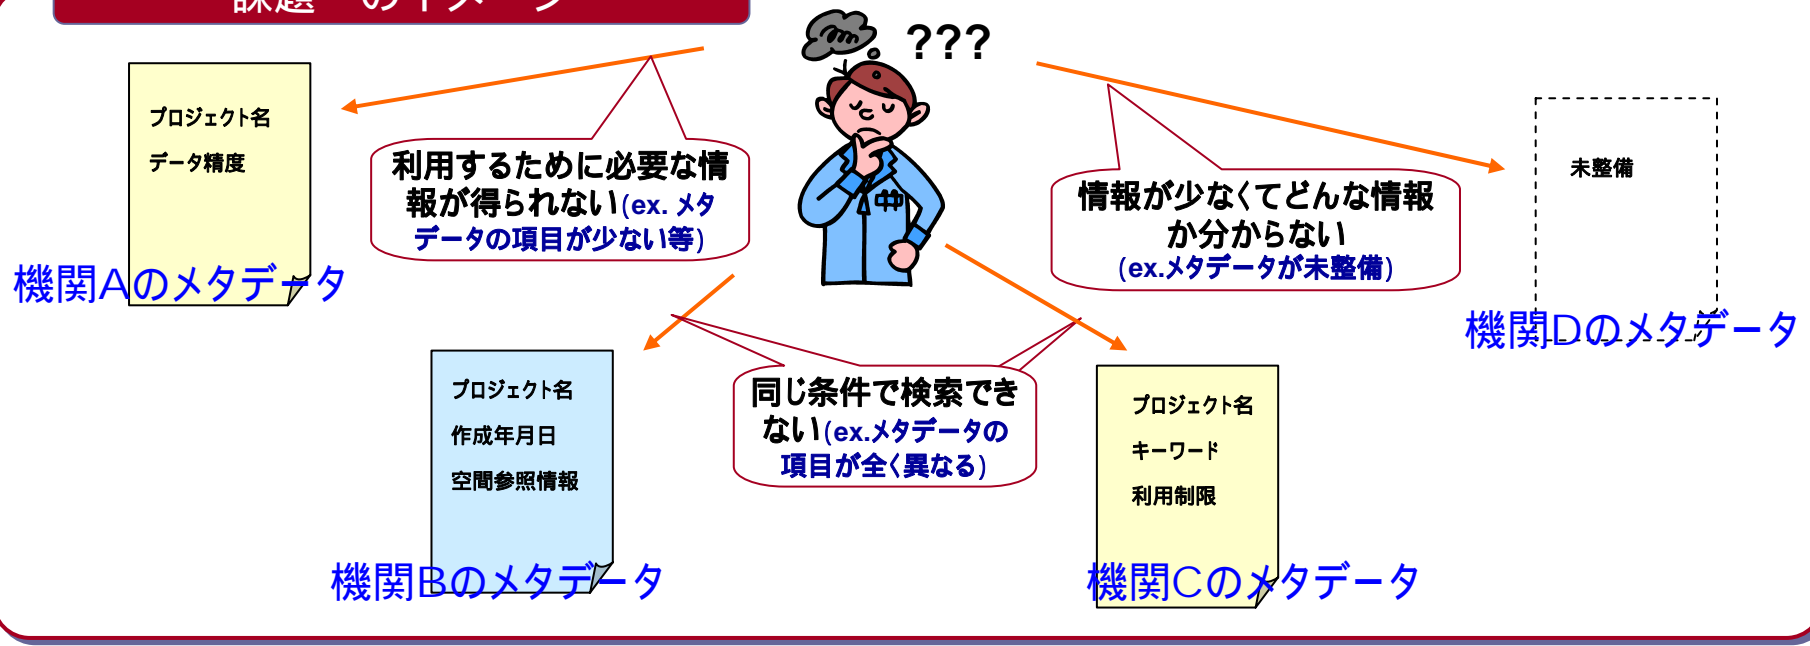 課題 のイメージ
???
プロジェクト名
データ精度
機関Aのメタデータ
利用するために必要な情
報が得られない(ex. メタ
データの項目が少ない等)
情報が少なくてどんな情報
か分からない
(ex.メタデータが未整備)
未整備
機関Dのメタデータ
プロジェクト名
作成年月日
空間参照情報
機関Bのメタデータ
同じ条件で検索でき
ない(ex.メタデータの
項目が全く異なる)
プロジェクト名
キーワード
利用制限
機関Cのメタデータ